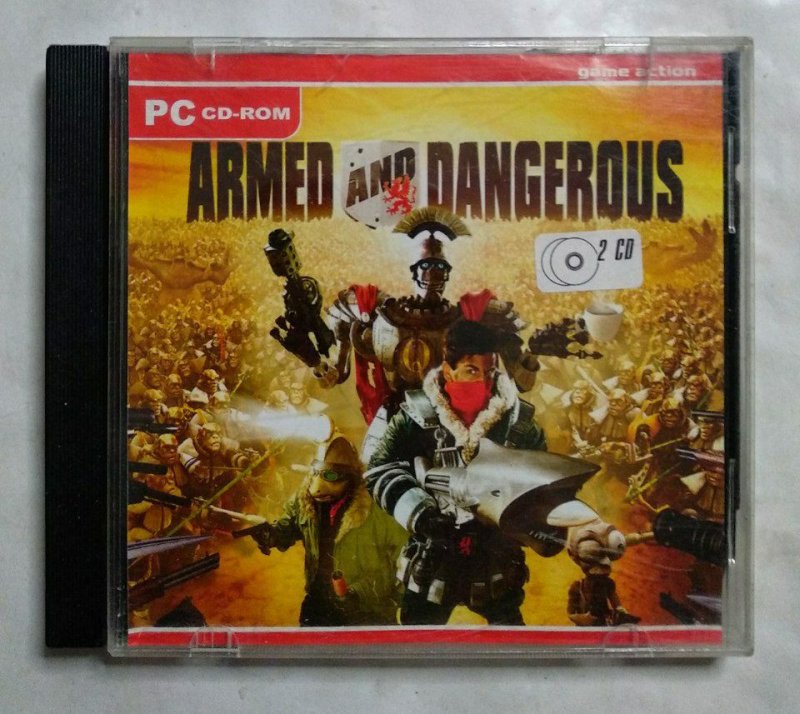 game action
PC CD-ROM
ARMED AND DANGEROUS
2 CD